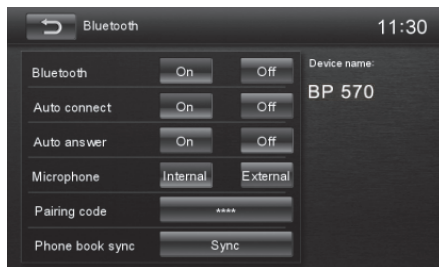 Bluetooth 11:30
Bluetooth On Off
Device name:
BP 570
Auto connect On Off
Auto answer On Off
Microphone Internal External
Pairing code ****
Phone book sync Sync